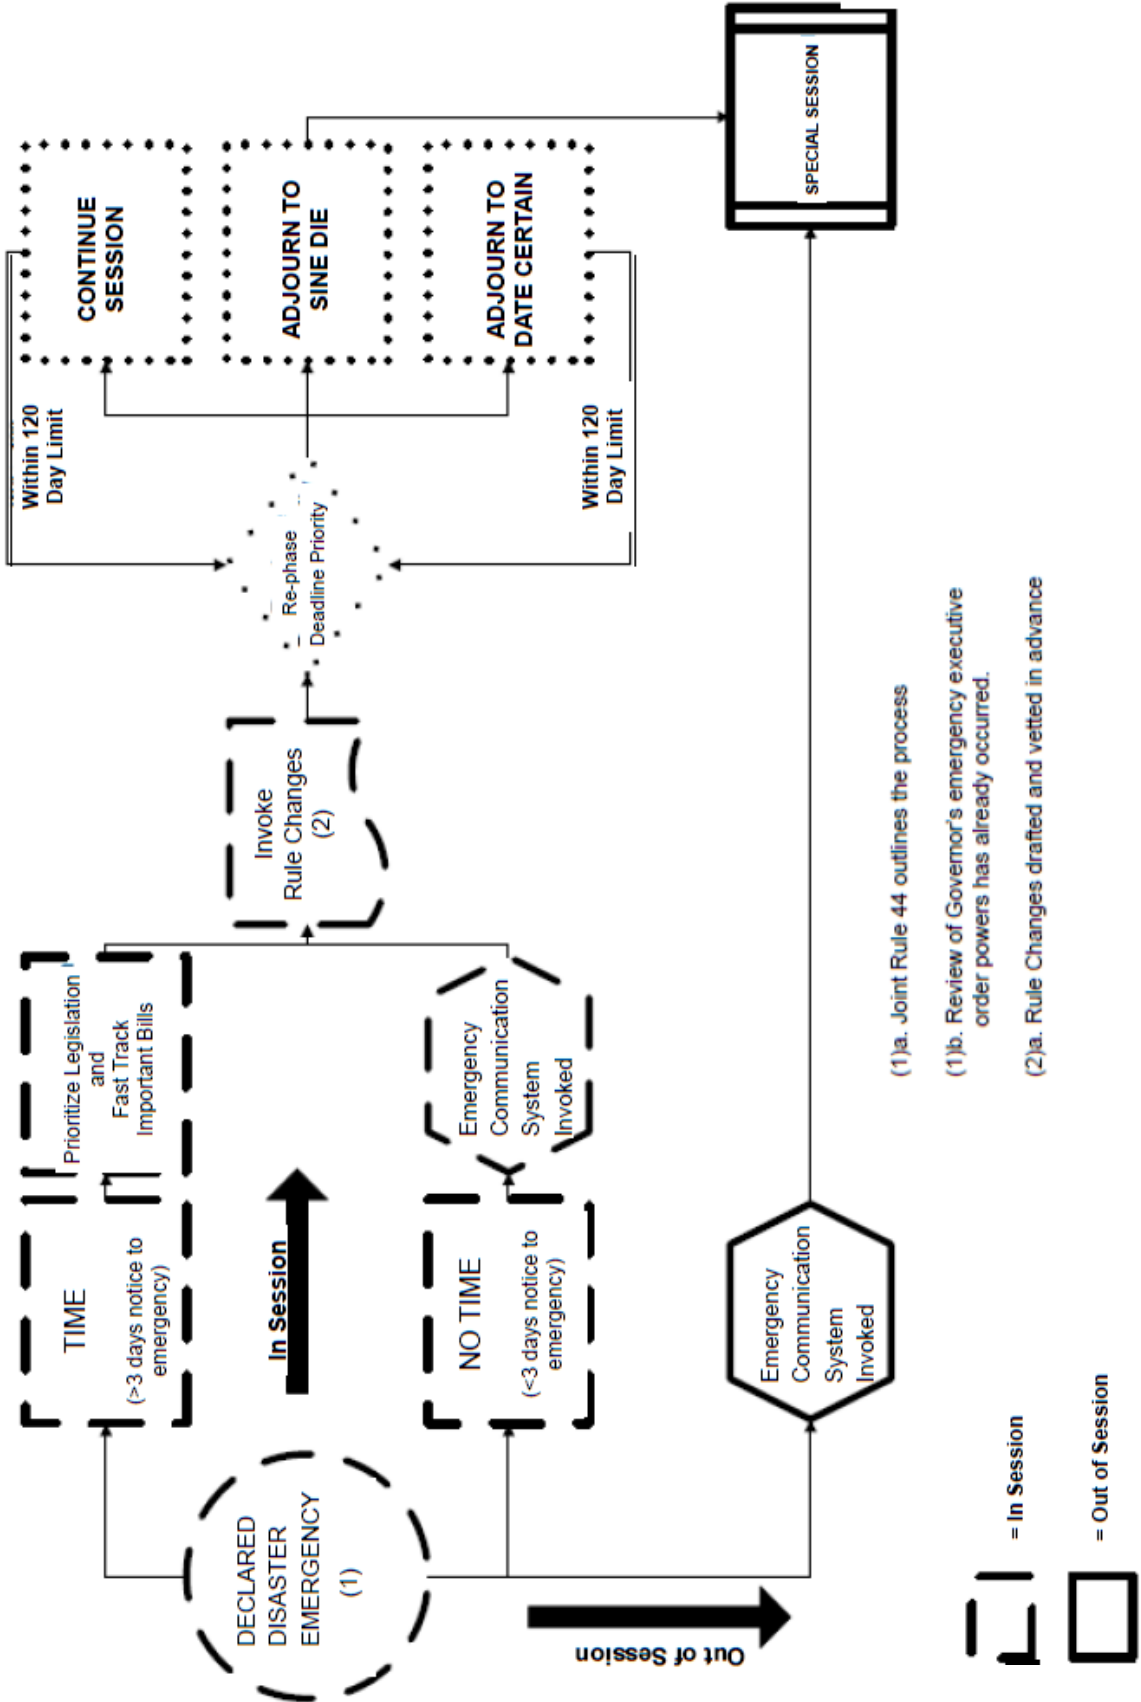 DECLARED
DISASTER
EMERGENCY
(1)
TIME
(>3 days notice to
emergency)
Prioritize Legislation
and
Fast Track
Important Bills
In Session
NO TIME
(<3 days notice to
emergency)
Emergency
Communication
System
Invoked
Invoke
Rule Changes
(2)
Re-phase
Deadline Priority
Within 120
Day Limit
CONTINUE
SESSION
ADJOURN TO
SINE DIE
ADJOURN TO
DATE CERTAIN
Within 120
Day Limit
Out of Session
Emergency
Communication
System
Invoked
SPECIAL SESSION
(1)a. Joint Rule 44 outlines the process
(1)b. Review of Governor's emergency executive
order powers has already occurred.
(2)a. Rule Changes drafted and vetted in advance
= In Session
= Out of Session